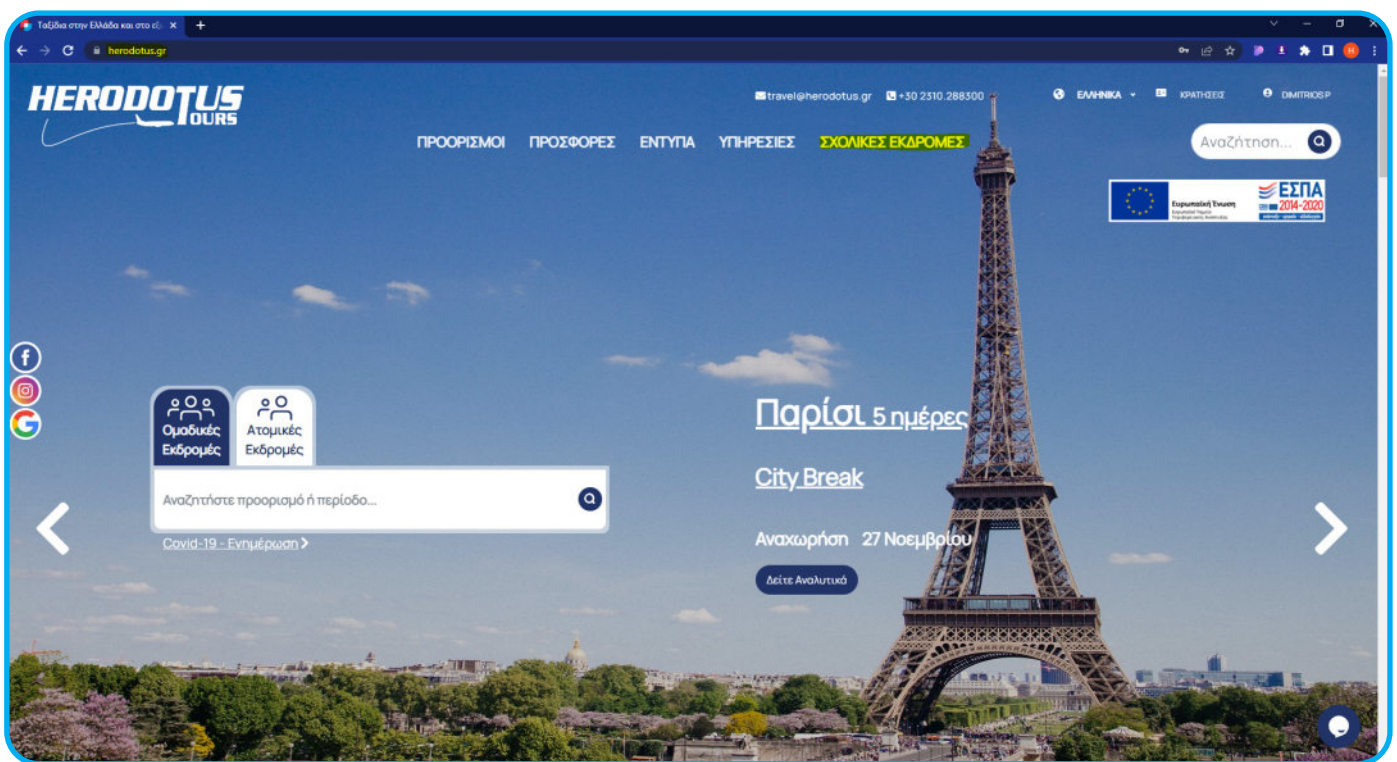 Ταξίδια στην Ελλάδα και στο εξ
herodotus.gr
HERODOTUS
TOURS
travel@herodotus.gr +30 2310.288300
ΕΛΛΗΝΙΚΑ ΚΡΑΤΗΣΕΙΣ DIMITRIOS P
ΠΡΟΟΡΙΣΜΟΙ ΠΡΟΣΦΟΡΕΣ ΕΝΤΥΠΑ ΥΠΗΡΕΣΙΕΣ ΣΧΟΛΙΚΕΣ ΕΚΔΡΟΜΕΣ
Αναζήτηση...
Ευρωπαϊκή Ένωση
ΕΣΠΑ
2014-2020
Ομαδικές
Εκδρομές
Ατομικές
Εκδρομές
Αναζητήστε προορισμό ή περίοδο...
Covid-19 - Ενημέρωση
Παρίσι 5 ημέρες
City Break
Αναχωρήση 27 Νοεμβρίου
Δείτε Αναλυτικά